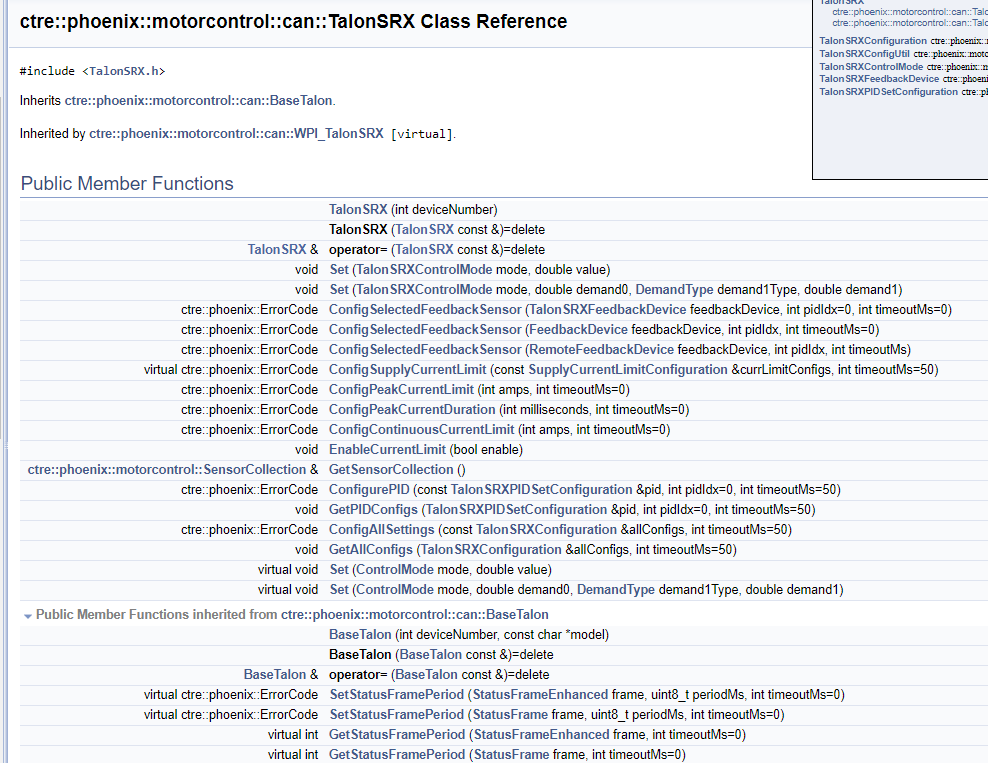 ctre::phoenix::motorcontrol::can::TalonSRX Class Reference
TalonSRX
ctre::phoenix::motorcontrol::can::Talo
ctre::phoenix::motorcontrol::can::Talo
TalonSRXConfiguration ctre::phoenix::
TalonSRXConfigUtil ctre::phoenix::moto
TalonSRXControlMode ctre::phoenix::m
TalonSRXFeedbackDevice ctre::phoeni
TalonSRXPIDSetConfiguration ctre::ph
#include <TalonSRX.h>
Inherits ctre::phoenix::motorcontrol::can::BaseTalon.
Inherited by ctre::phoenix::motorcontrol::can::WPI_TalonSRX [virtual].
Public Member Functions
TalonSRX (int deviceNumber)
TalonSRX (TalonSRX const &)=delete
TalonSRX & operator= (TalonSRX const &)=delete
void Set (TalonSRXControlMode mode, double value)
void Set (TalonSRXControlMode mode, double demand0, DemandType demand1Type, double demand1)
ctre::phoenix::ErrorCode ConfigSelectedFeedbackSensor (TalonSRXFeedbackDevice feedbackDevice, int pidIdx=0, int timeoutMs=0)
ctre::phoenix::ErrorCode ConfigSelectedFeedbackSensor (FeedbackDevice feedbackDevice, int pidIdx, int timeoutMs=0)
ctre::phoenix::ErrorCode ConfigSelectedFeedbackSensor (RemoteFeedbackDevice feedbackDevice, int pidIdx, int timeoutMs)
virtual ctre::phoenix::ErrorCode ConfigSupplyCurrentLimit (const SupplyCurrentLimitConfiguration &currLimitConfigs, int timeoutMs=50)
ctre::phoenix::ErrorCode ConfigPeakCurrentLimit (int amps, int timeoutMs=0)
ctre::phoenix::ErrorCode ConfigPeakCurrentDuration (int milliseconds, int timeoutMs=0)
ctre::phoenix::ErrorCode ConfigContinuousCurrentLimit (int amps, int timeoutMs=0)
void EnableCurrentLimit (bool enable)
ctre::phoenix::motorcontrol::SensorCollection & GetSensorCollection ()
ctre::phoenix::ErrorCode ConfigurePID (const TalonSRXPIDSetConfiguration &pid, int pidIdx=0, int timeoutMs=50)
void GetPIDConfigs (TalonSRXPIDSetConfiguration &pid, int pidIdx=0, int timeoutMs=50)
ctre::phoenix::ErrorCode ConfigAllSettings (const TalonSRXConfiguration &allConfigs, int timeoutMs=50)
void GetAllConfigs (TalonSRXConfiguration &allConfigs, int timeoutMs=50)
virtual void Set (ControlMode mode, double value)
virtual void Set (ControlMode mode, double demand0, DemandType demand1Type, double demand1)
Public Member Functions inherited from ctre::phoenix::motorcontrol::can::BaseTalon
BaseTalon (int deviceNumber, const char *model)
BaseTalon (BaseTalon const &)=delete
BaseTalon & operator= (BaseTalon const &)=delete
virtual ctre::phoenix::ErrorCode SetStatusFramePeriod (StatusFrameEnhanced frame, uint8_t periodMs, int timeoutMs=0)
virtual ctre::phoenix::ErrorCode SetStatusFramePeriod (StatusFrame frame, uint8_t periodMs, int timeoutMs=0)
virtual int GetStatusFramePeriod (StatusFrameEnhanced frame, int timeoutMs=0)
virtual int GetStatusFramePeriod (StatusFrame frame, int timeoutMs=0)